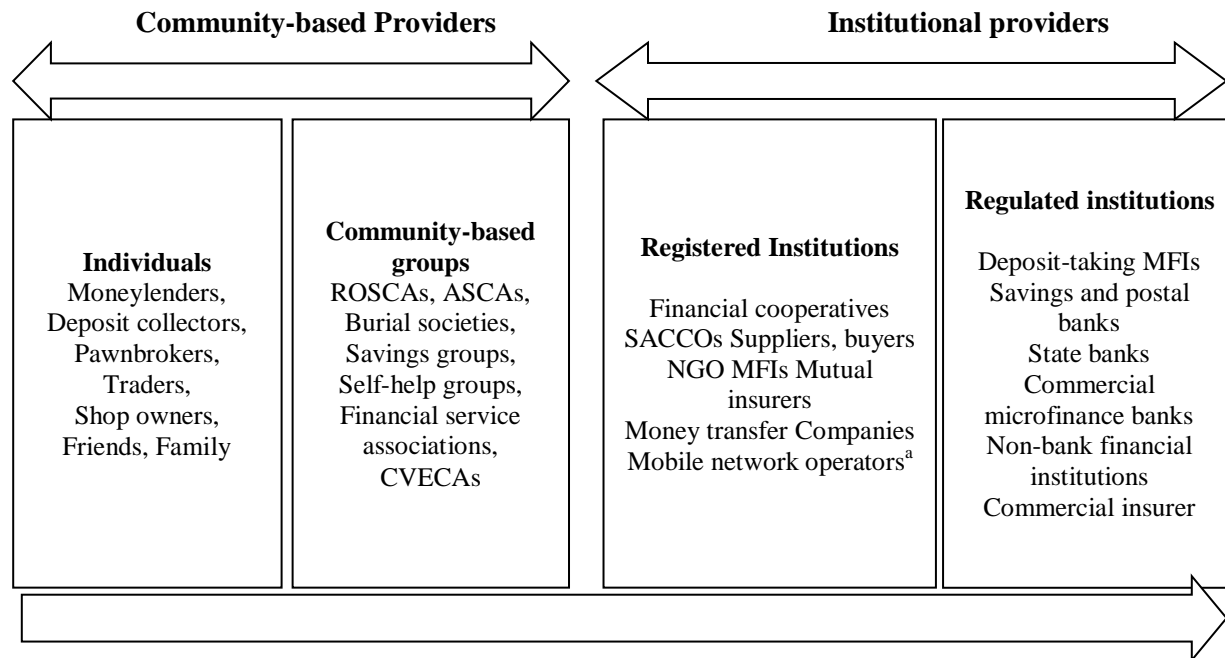 Community-based Providers
Institutional providers
Individuals
Moneylenders,
Deposit collectors,
Pawnbrokers,
Traders,
Shop owners,
Friends, Family
Community-based
groups
ROSCAs, ASCAs,
Burial societies,
Savings groups,
Self-help groups,
Financial service
associations,
CVECAs
Registered Institutions
Financial cooperatives
SACCOs Suppliers, buyers
NGO MFIs Mutual
insurers
Money transfer Companies
Mobile network operatorsᵃ
Regulated institutions
Deposit-taking MFIs
Savings and postal
banks
State banks
Commercial
microfinance banks
Non-bank financial
institutions
Commercial insurer